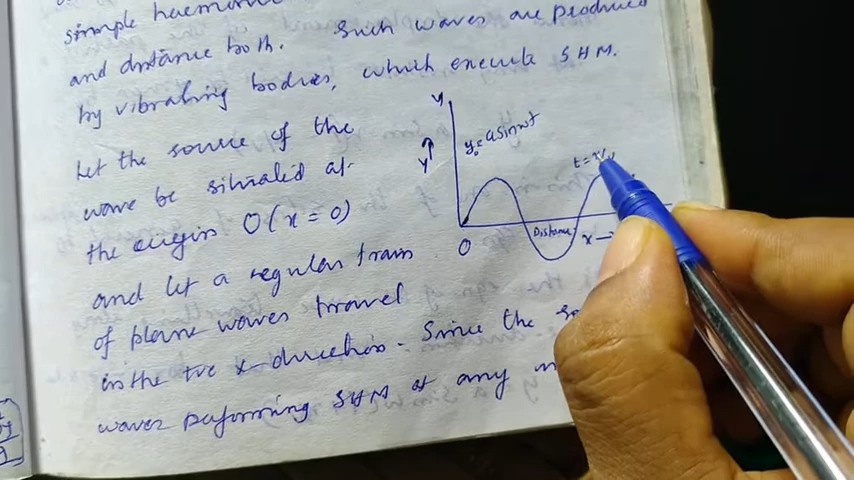 simple harmonic
and distance both. Such waves are produced
by vibrating bodies, which execute SHM.
Let the source of the
wave be situated at
the origin O(x=0)
and let a regular train
of plane waves travel
in the +ve x-direction. Since the
waves performing SHM at any
y
y₀=a sin ωt
y
t=x/v
Distance
x
O